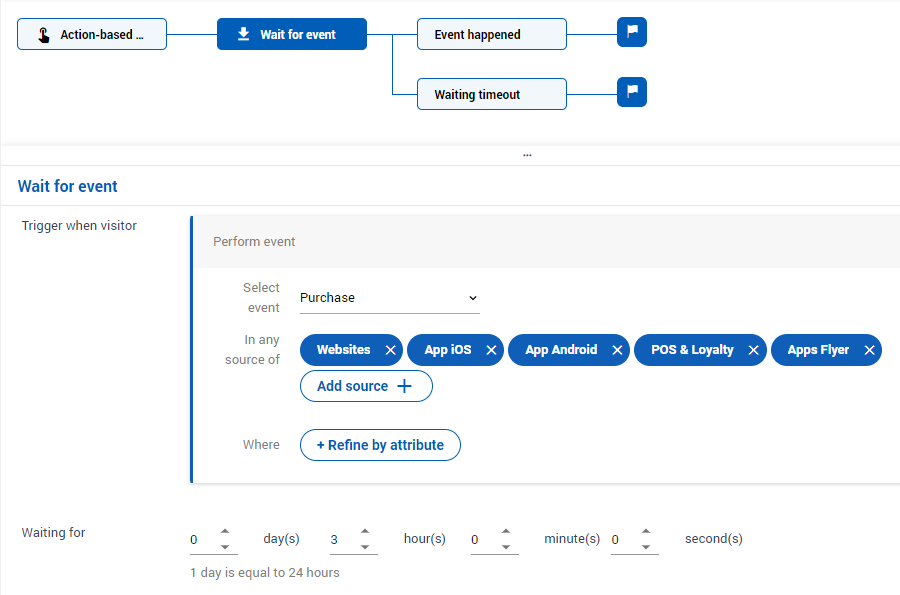 Action-based ...
Wait for event
Event happened
Waiting timeout
...
Wait for event
Trigger when visitor
Perform event
Select event
Purchase
In any source of
Websites
App iOS
App Android
POS & Loyalty
Apps Flyer
Add source +
Where
+ Refine by attribute
Waiting for
0 day(s) 3 hour(s) 0 minute(s) 0 second(s)
1 day is equal to 24 hours